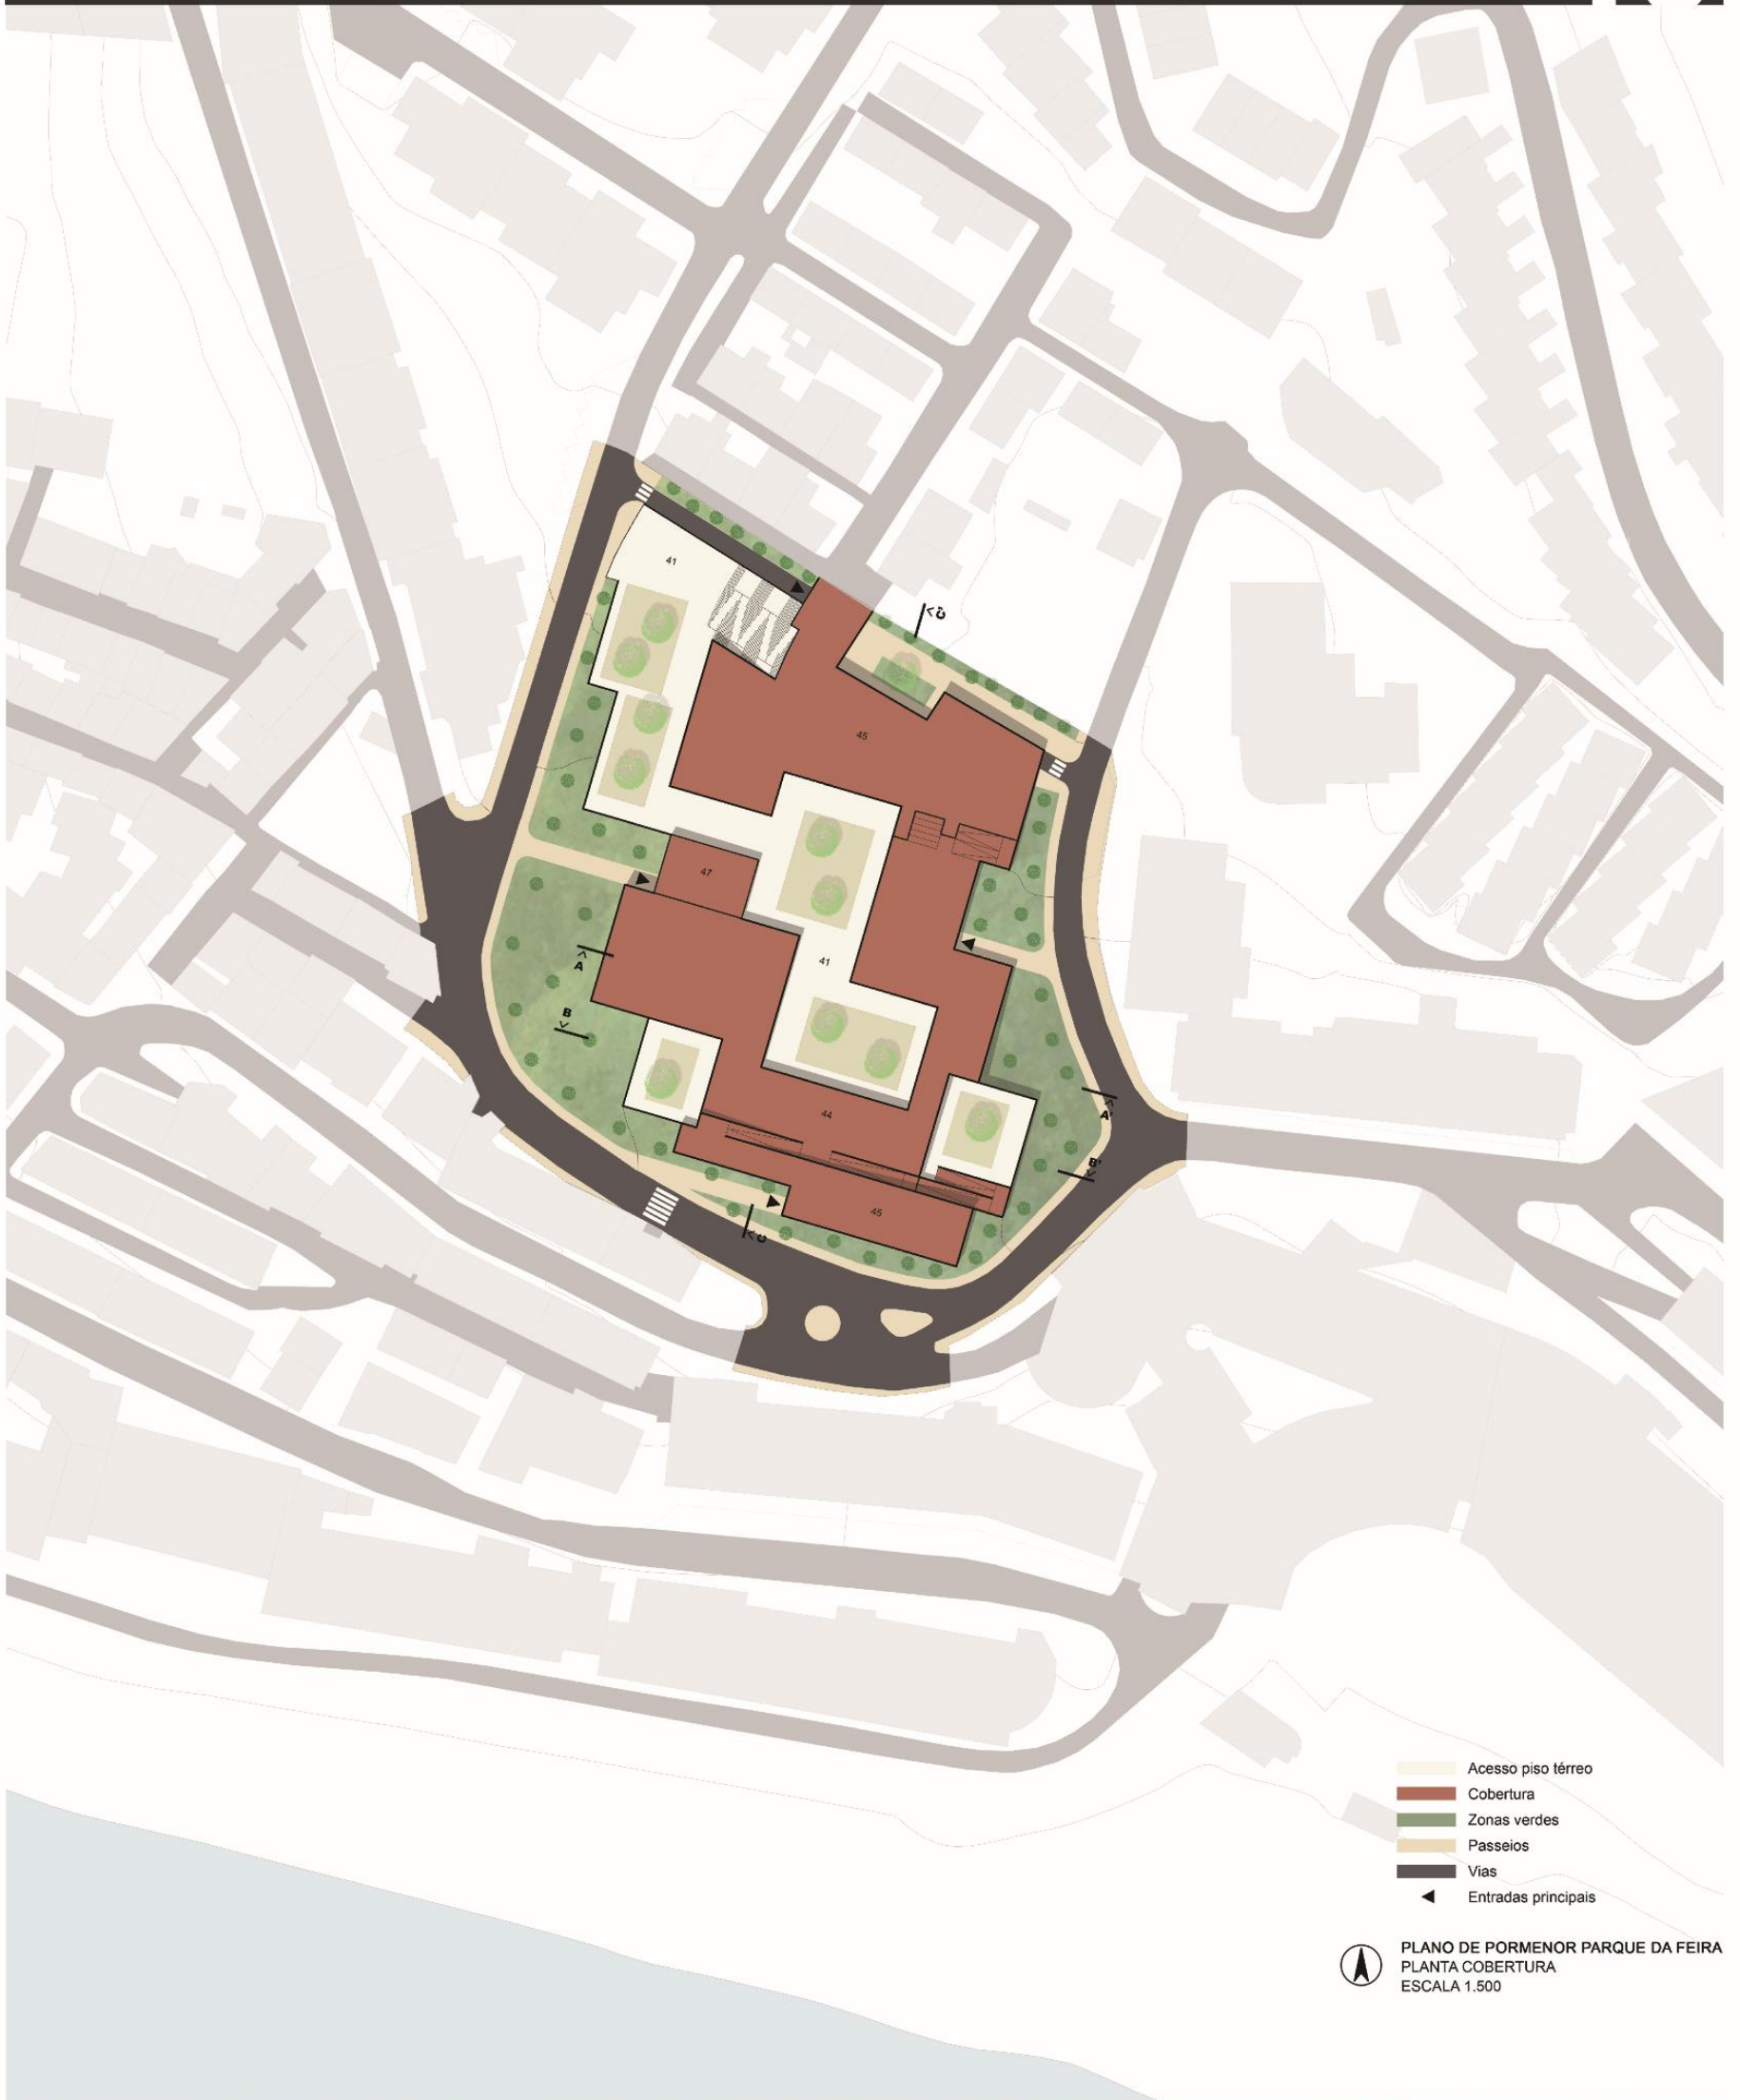 41
C'
45
47
41
A
B
44
A'
B'
45
C
Acesso piso térreo
Cobertura
Zonas verdes
Passeios
Vias
Entradas principais
PLANO DE PORMENOR PARQUE DA FEIRA
PLANTA COBERTURA
ESCALA 1.500